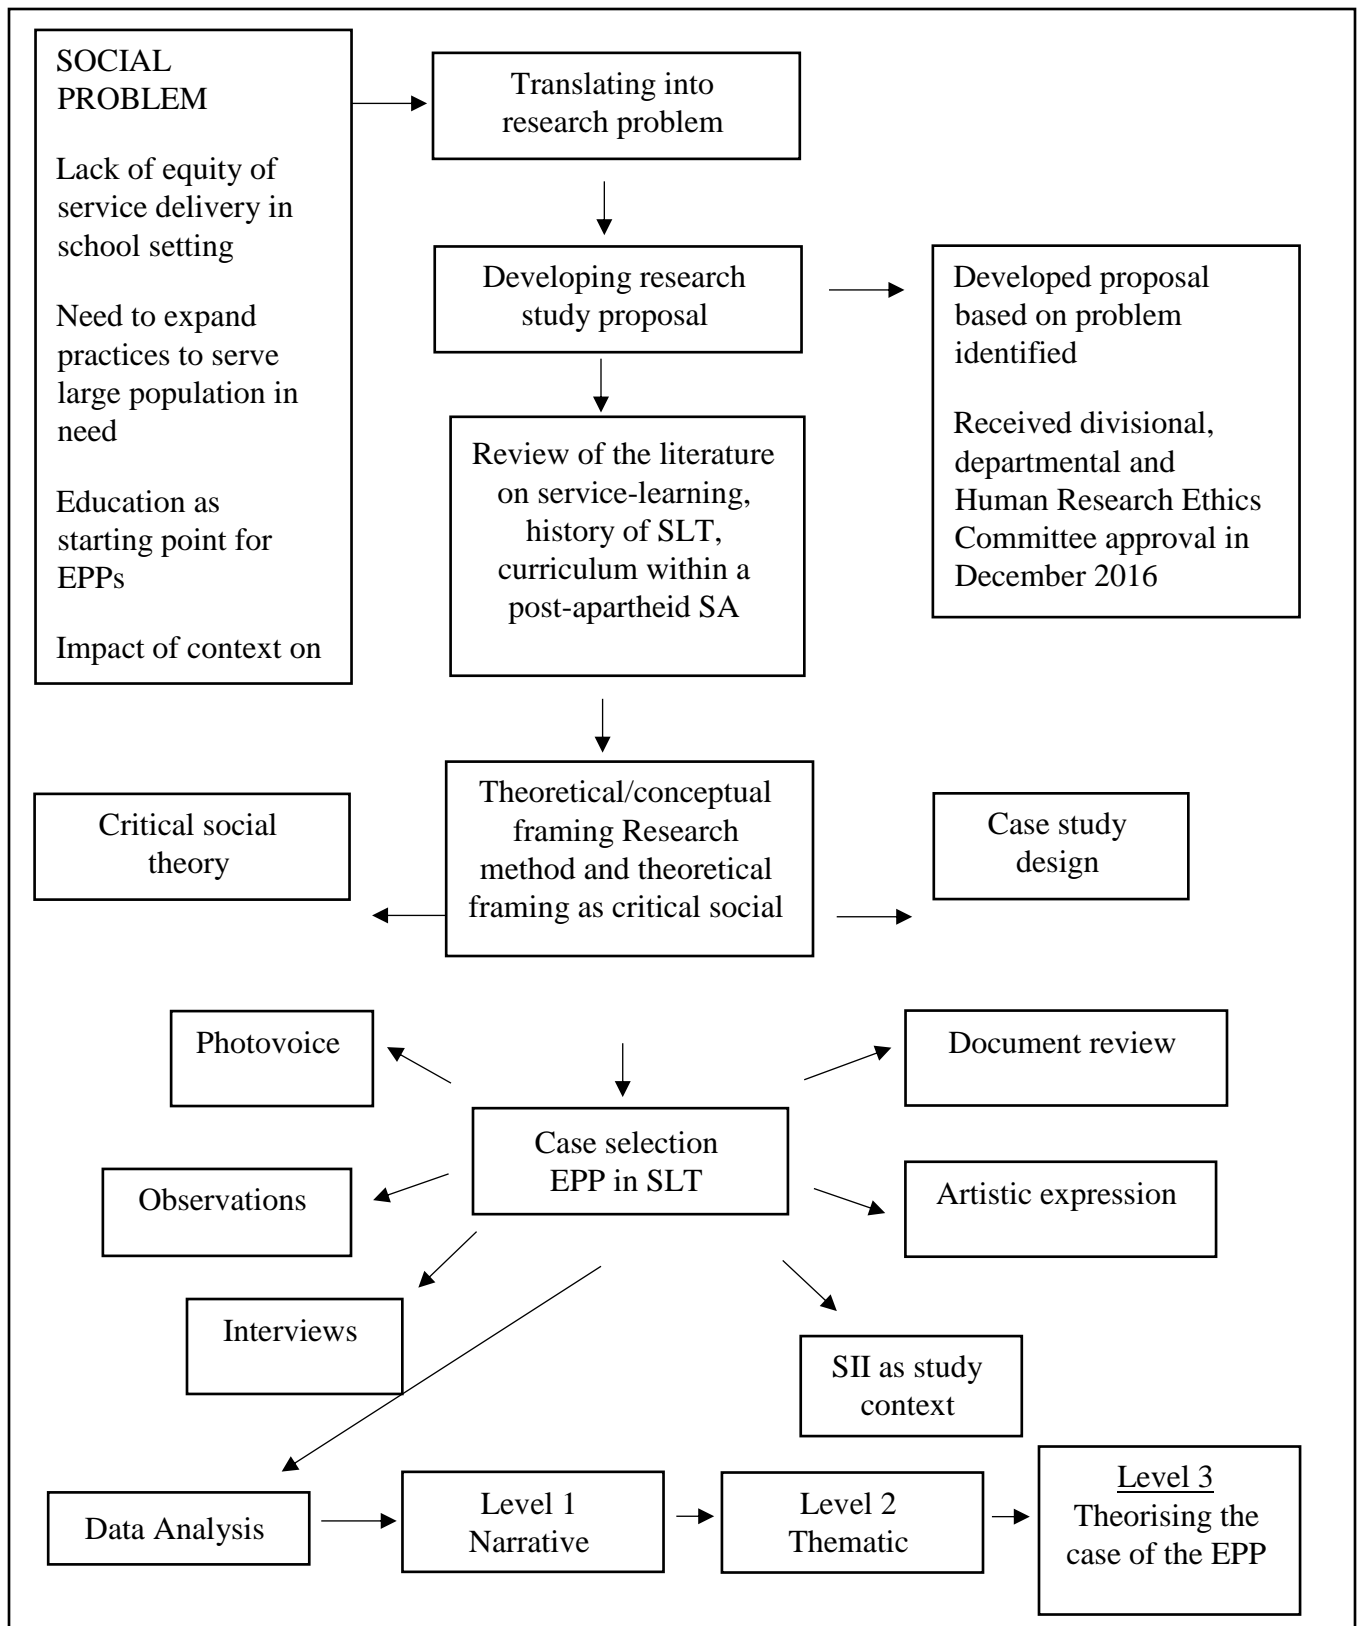 SOCIAL
PROBLEM
Lack of equity of
service delivery in
school setting
Need to expand
practices to serve
large population in
need
Education as
starting point for
EPPs
Impact of context on
Translating into
research problem
Developing research
study proposal
Developed proposal
based on problem
identified
Received divisional,
departmental and
Human Research Ethics
Committee approval in
December 2016
Review of the literature
on service-learning,
history of SLT,
curriculum within a
post-apartheid SA
Critical social
theory
Theoretical/conceptual
framing Research
method and theoretical
framing as critical social
Case study
design
Photovoice
Document review
Case selection
EPP in SLT
Observations
Artistic expression
Interviews
SII as study
context
Data Analysis
Level 1
Narrative
Level 2
Thematic
Level 3
Theorising the
case of the EPP